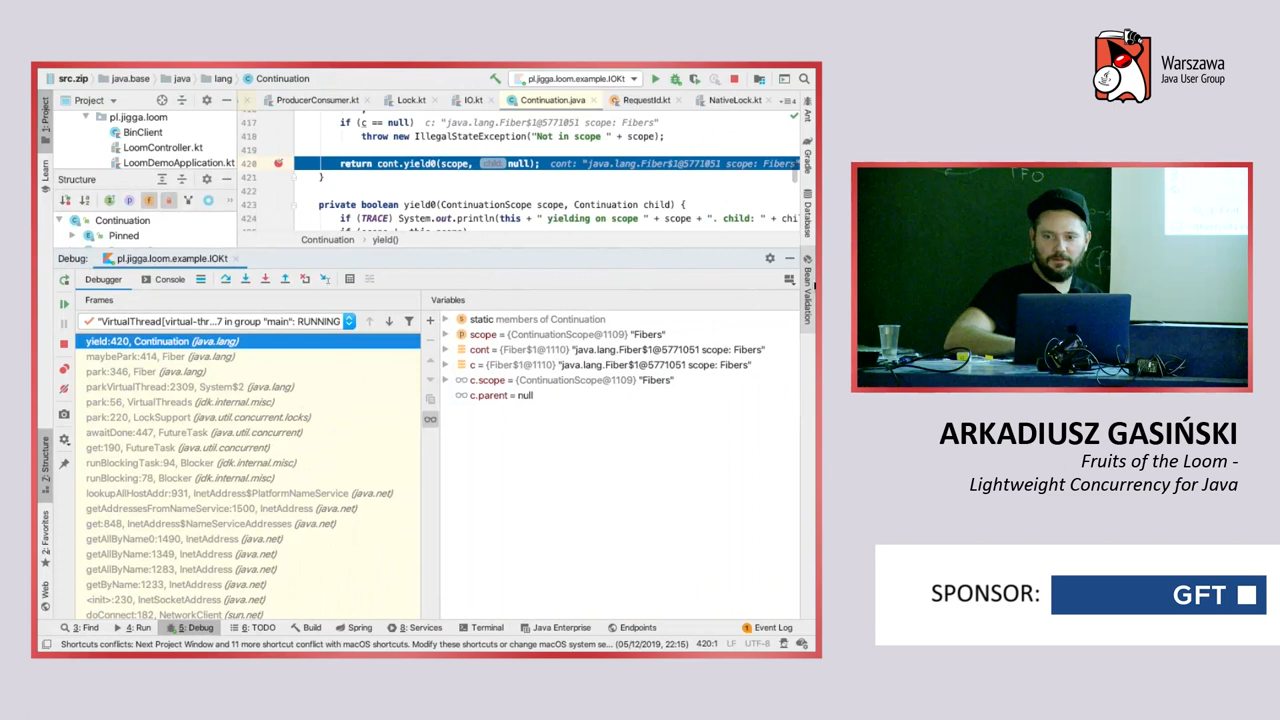 Warszawa
Java User Group
src.zip java.base java lang Continuation
pl.jigga.loom.example.IOKt
1: Project
Learn
Z: Structure
2: Favorites
Web
Project
ProducerConsumer.kt Lock.kt IO.kt Continuation.java RequestId.kt NativeLock.kt
pl.jigga.loom
BinClient
LoomController.kt
LoomDemoApplication.kt
Structure
Continuation
Pinned
417 if (c == null) c: "java.lang.Fiber$1@5771051 scope: Fibers"
418 throw new IllegalStateException("Not in scope " + scope);
420 return cont.yield0(scope, child: null); cont: "java.lang.Fiber$1@5771051 scope: Fibers"
421 }
422
423 private boolean yield0(ContinuationScope scope, Continuation child) {
424 if (TRACE) System.out.println(this + " yielding on scope " + scope + ". child: " + chi
Continuation yield()
Ant
Gradle
Database
Bean Validation
Debug: pl.jigga.loom.example.IOKt
Debugger Console
Frames
"VirtualThread[virtual-thr...7 in group "main": RUNNING
yield:420, Continuation (java.lang)
maybePark:414, Fiber (java.lang)
park:346, Fiber (java.lang)
parkVirtualThread:2309, System$2 (java.lang)
park:56, VirtualThreads (jdk.internal.misc)
park:220, LockSupport (java.util.concurrent.locks)
awaitDone:447, FutureTask (java.util.concurrent)
get:190, FutureTask (java.util.concurrent)
runBlockingTask:94, Blocker (jdk.internal.misc)
runBlocking:78, Blocker (jdk.internal.misc)
lookupAllHostAddr:931, InetAddress$PlatformNameService (java.net)
getAddressesFromNameService:1500, InetAddress (java.net)
get:848, InetAddress$NameServiceAddresses (java.net)
getAllByName0:1490, InetAddress (java.net)
getAllByName:1349, InetAddress (java.net)
getAllByName:1283, InetAddress (java.net)
getByName:1233, InetAddress (java.net)
<init>:230, InetSocketAddress (java.net)
doConnect:182, NetworkClient (sun.net)
Variables
static members of Continuation
scope = {ContinuationScope@1109} "Fibers"
cont = {Fiber$1@1110} "java.lang.Fiber$1@5771051 scope: Fibers"
c = {Fiber$1@1110} "java.lang.Fiber$1@5771051 scope: Fibers"
c.scope = {ContinuationScope@1109} "Fibers"
c.parent = null
3: Find 4: Run 5: Debug 6: TODO Build Spring 8: Services Terminal Java Enterprise Endpoints Event Log
Shortcuts conflicts: Next Project Window and 11 more shortcut conflict with macOS shortcuts. Modify these shortcuts or change macOS system se... (05/12/2019, 22:15) 420:1 LF UTF-8
ARKADIUSZ GASIŃSKI
Fruits of the Loom -
Lightweight Concurrency for Java
SPONSOR: GFT